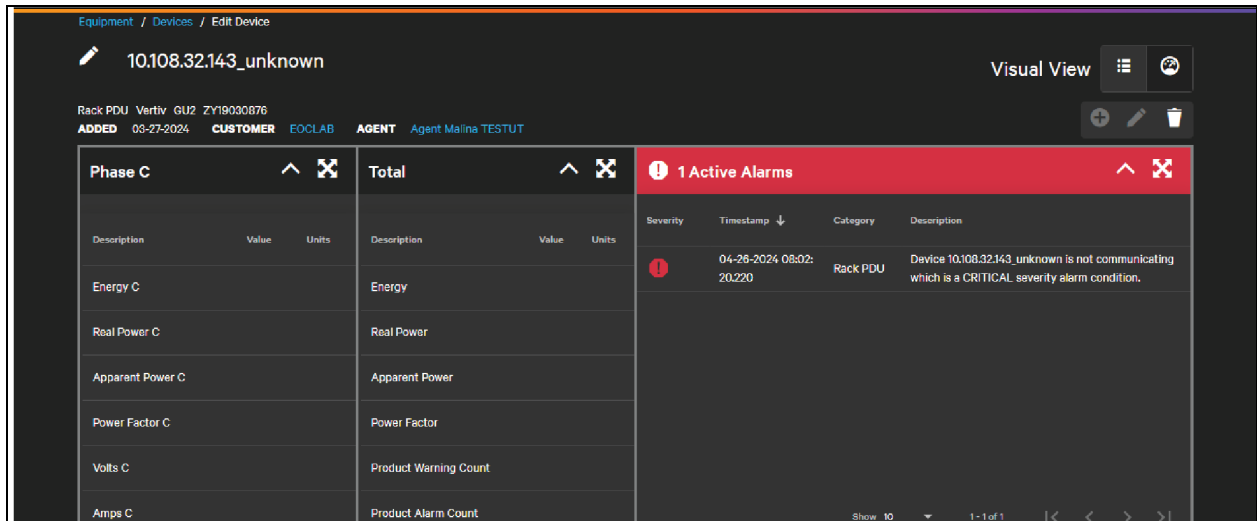 Equipment / Devices / Edit Device
10.108.32.143_unknown
Visual View
Rack PDU Vertiv GU2 ZY19030876
ADDED 03-27-2024 CUSTOMER EOCLAB AGENT Agent Malina TESTUT
Phase C
Description Value Units
Energy C
Real Power C
Apparent Power C
Power Factor C
Volts C
Amps C
Total
Description Value Units
Energy
Real Power
Apparent Power
Power Factor
Product Warning Count
Product Alarm Count
1 Active Alarms
Severity Timestamp Category Description
04-26-2024 08:02:
20.220
Rack PDU
Device 10.108.32.143_unknown is not communicating
which is a CRITICAL severity alarm condition.
Show 10 1 - 1 of 1